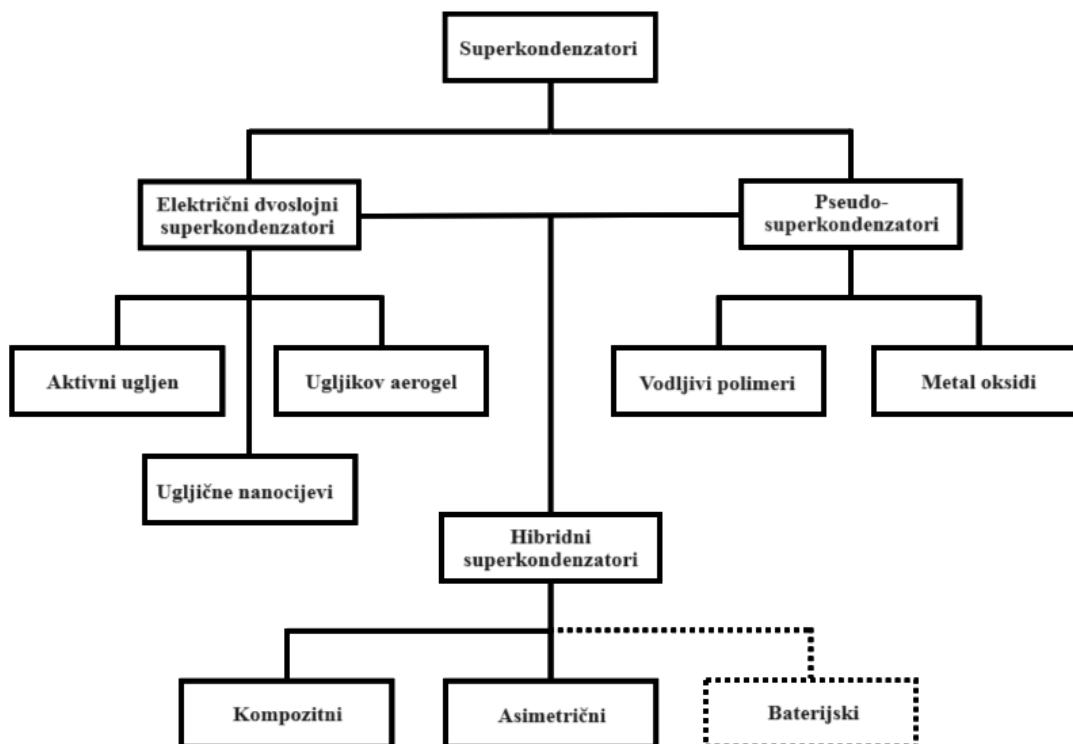 Superkondenzatori
Električni dvoslojni
superkondenzatori
Pseudo-
superkondenzatori
Aktivni ugljen
Ugljikov aerogel
Vodljivi polimeri
Metal oksidi
Ugljične nanocijevi
Hibridni
superkondenzatori
Kompozitni
Asimetrični
Baterijski